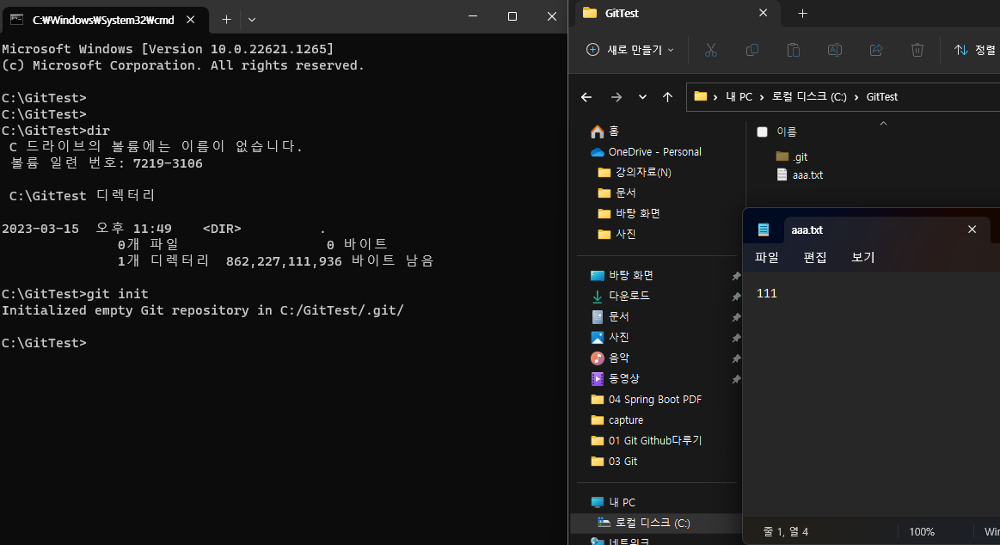 C:₩Windows₩System32₩cmd
Microsoft Windows [Version 10.0.22621.1265]
(c) Microsoft Corporation. All rights reserved.
C:\GitTest>
C:\GitTest>
C:\GitTest>dir
C 드라이브의 볼륨에는 이름이 없습니다.
볼륨 일련 번호: 7219-3106
C:\GitTest 디렉터리
2023-03-15  오후 11:49    <DIR>          .
0개 파일                   0 바이트
1개 디렉터리  862,227,111,936 바이트 남음
C:\GitTest>git init
Initialized empty Git repository in C:/GitTest/.git/
C:\GitTest>
GitTest
새로 만들기
정렬
내 PC > 로컬 디스크 (C:) > GitTest
홈
OneDrive - Personal
강의자료(N)
문서
바탕 화면
사진
바탕 화면
다운로드
문서
사진
음악
동영상
04 Spring Boot PDF
capture
01 Git Github다루기
03 Git
내 PC
로컬 디스크 (C:)
네트워크
이름
.git
aaa.txt
aaa.txt
파일 편집 보기
111
줄 1, 열 4 100% Win